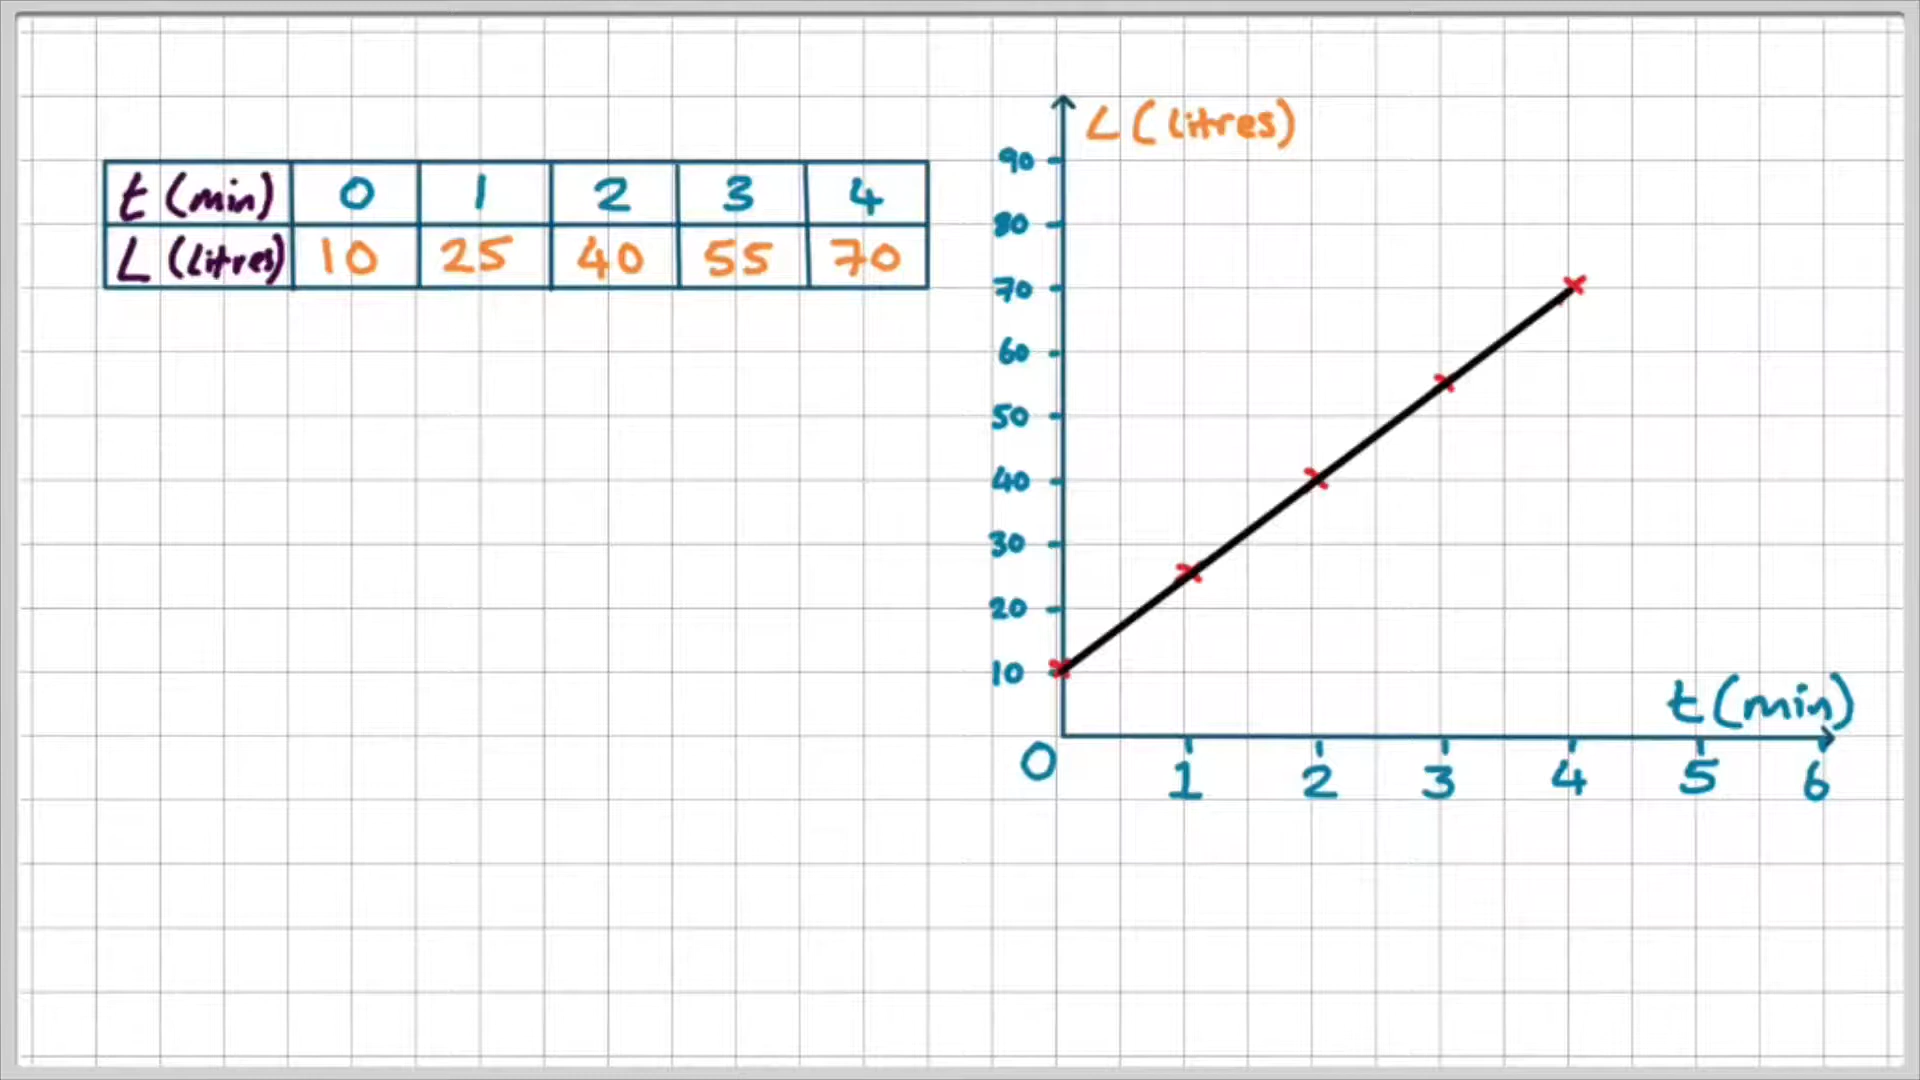 t (min) 0 1 2 3 4
L (litres) 10 25 40 55 70
L (litres)
90
80
70
60
50
40
30
20
10
t (min)
0 1 2 3 4 5 6